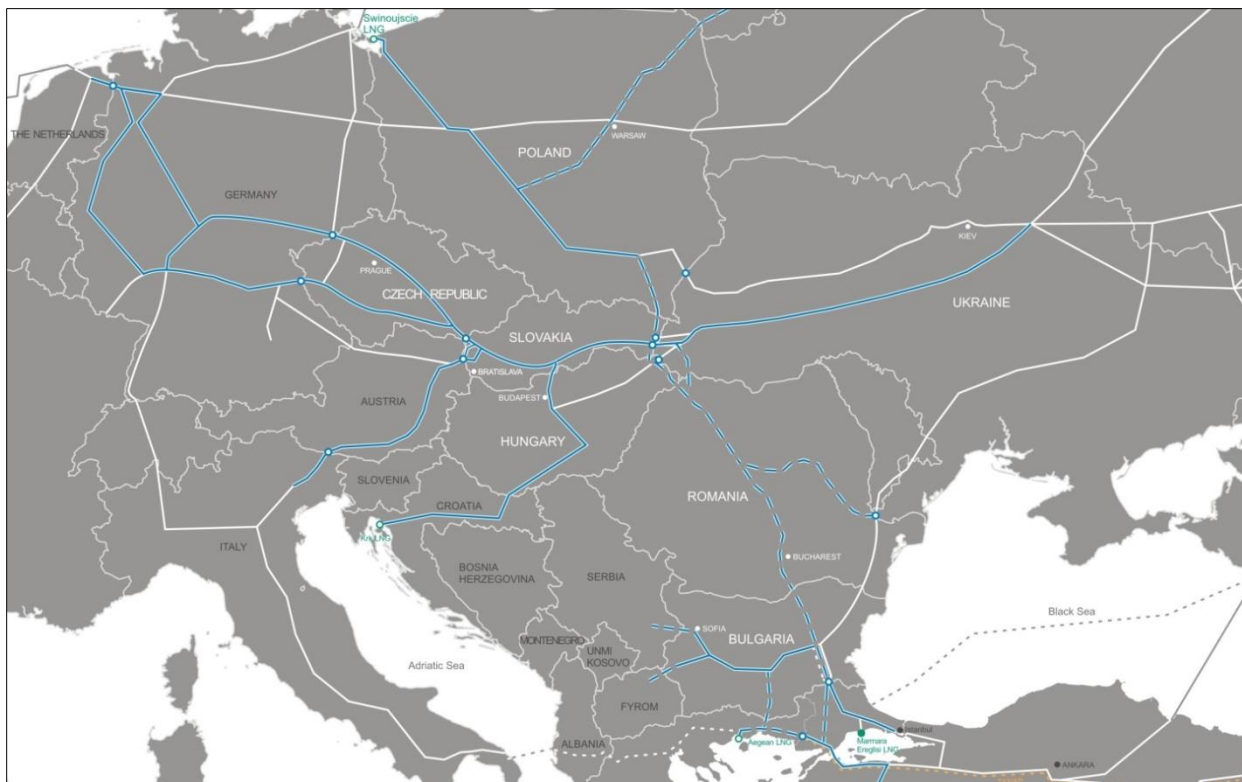 Swinoujscie
LNG
THE NETHERLANDS
WARSAW
POLAND
GERMANY
KIEV
PRAGUE
CZECH REPUBLIC
UKRAINE
SLOVAKIA
BRATISLAVA
AUSTRIA
BUDAPEST
HUNGARY
SLOVENIA
ROMANIA
CROATIA
Krk LNG
ITALY
BUCHAREST
BOSNIA
HERZEGOVINA
SERBIA
Black Sea
SOFIA
BULGARIA
MONTENEGRO
UNMI
KOSOVO
Adriatic Sea
FYROM
Istanbul
ALBANIA
Aegean LNG
Marmara
Ereglisi LNG
ANKARA